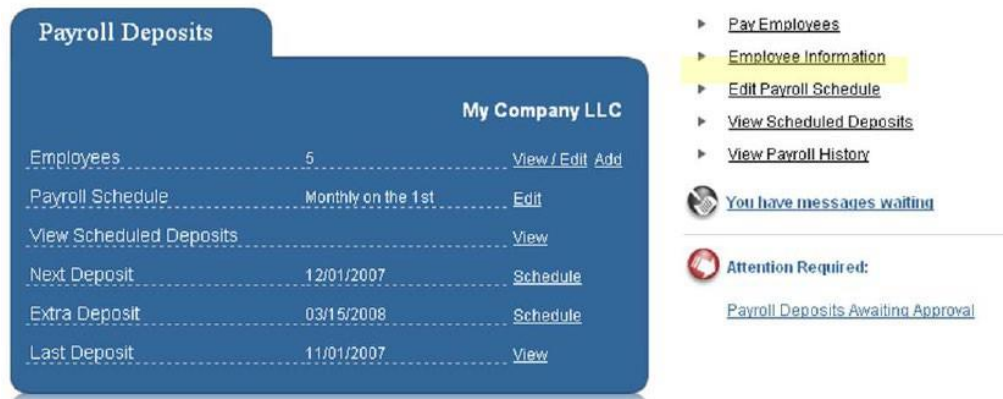 Payroll Deposits
My Company LLC
Employees 5 View / Edit Add
Payroll Schedule Monthly on the 1st Edit
View Scheduled Deposits View
Next Deposit 12/01/2007 Schedule
Extra Deposit 03/15/2008 Schedule
Last Deposit 11/01/2007 View
Pay Employees
Employee Information
Edit Payroll Schedule
View Scheduled Deposits
View Payroll History
You have messages waiting
Attention Required:
Payroll Deposits Awaiting Approval